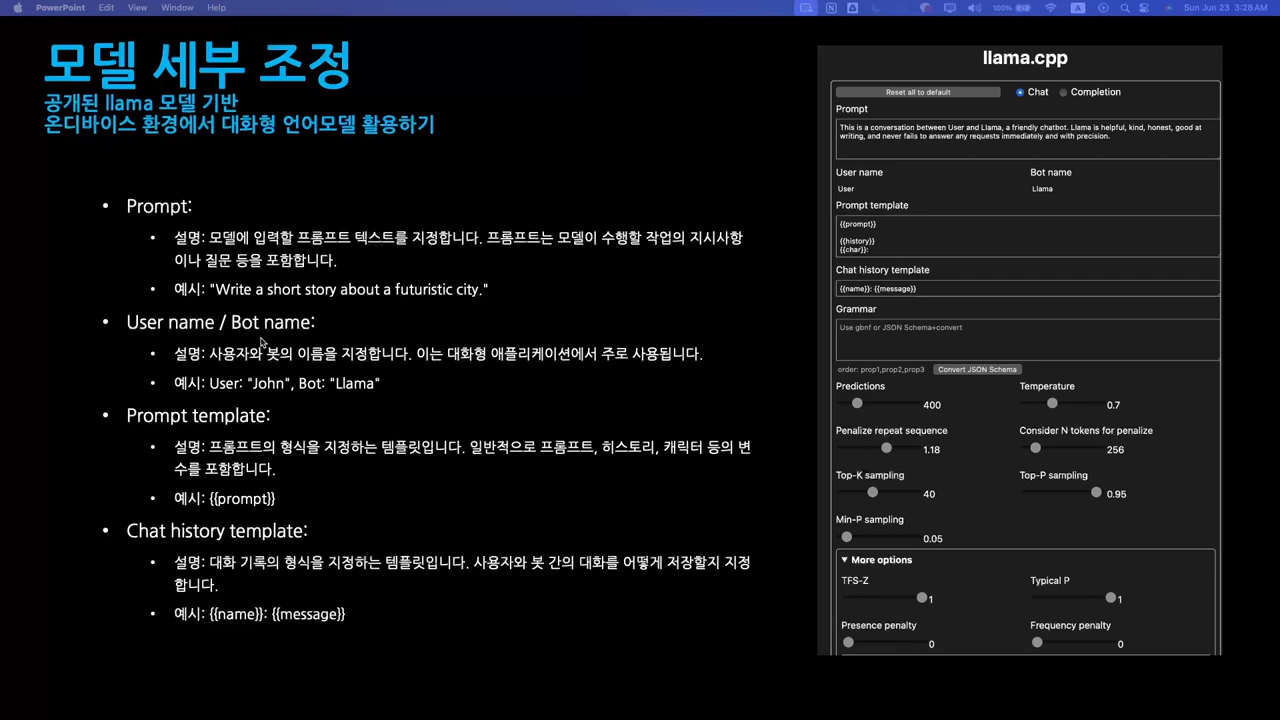 PowerPoint Edit View Window Help 100% A Sun Jun 23 3:28 AM
모델 세부 조정
공개된 llama 모델 기반
온디바이스 환경에서 대화형 언어모델 활용하기
• Prompt:
• 설명: 모델에 입력할 프롬프트 텍스트를 지정합니다. 프롬프트는 모델이 수행할 작업의 지시사항
이나 질문 등을 포함합니다.
• 예시: "Write a short story about a futuristic city."
• User name / Bot name:
• 설명: 사용자와 봇의 이름을 지정합니다. 이는 대화형 애플리케이션에서 주로 사용됩니다.
• 예시: User: "John", Bot: "Llama"
• Prompt template:
• 설명: 프롬프트의 형식을 지정하는 템플릿입니다. 일반적으로 프롬프트, 히스토리, 캐릭터 등의 변
수를 포함합니다.
• 예시: {{prompt}}
• Chat history template:
• 설명: 대화 기록의 형식을 지정하는 템플릿입니다. 사용자와 봇 간의 대화를 어떻게 저장할지 지정
합니다.
• 예시: {{name}}: {{message}}
llama.cpp
Reset all to default Chat Completion
Prompt
This is a conversation between User and Llama, a friendly chatbot. Llama is helpful, kind, honest, good at
writing, and never fails to answer any requests immediately and with precision.
User name Bot name
User Llama
Prompt template
{{prompt}}
{{history}}
{{char}}:
Chat history template
{{name}}: {{message}}
Grammar
Use gbnf or JSON Schema+convert
order: prop1,prop2,prop3 Convert JSON Schema
Predictions Temperature
400 0.7
Penalize repeat sequence Consider N tokens for penalize
1.18 256
Top-K sampling Top-P sampling
40 0.95
Min-P sampling
0.05
▼ More options
TFS-Z Typical P
1 1
Presence penalty Frequency penalty
0 0